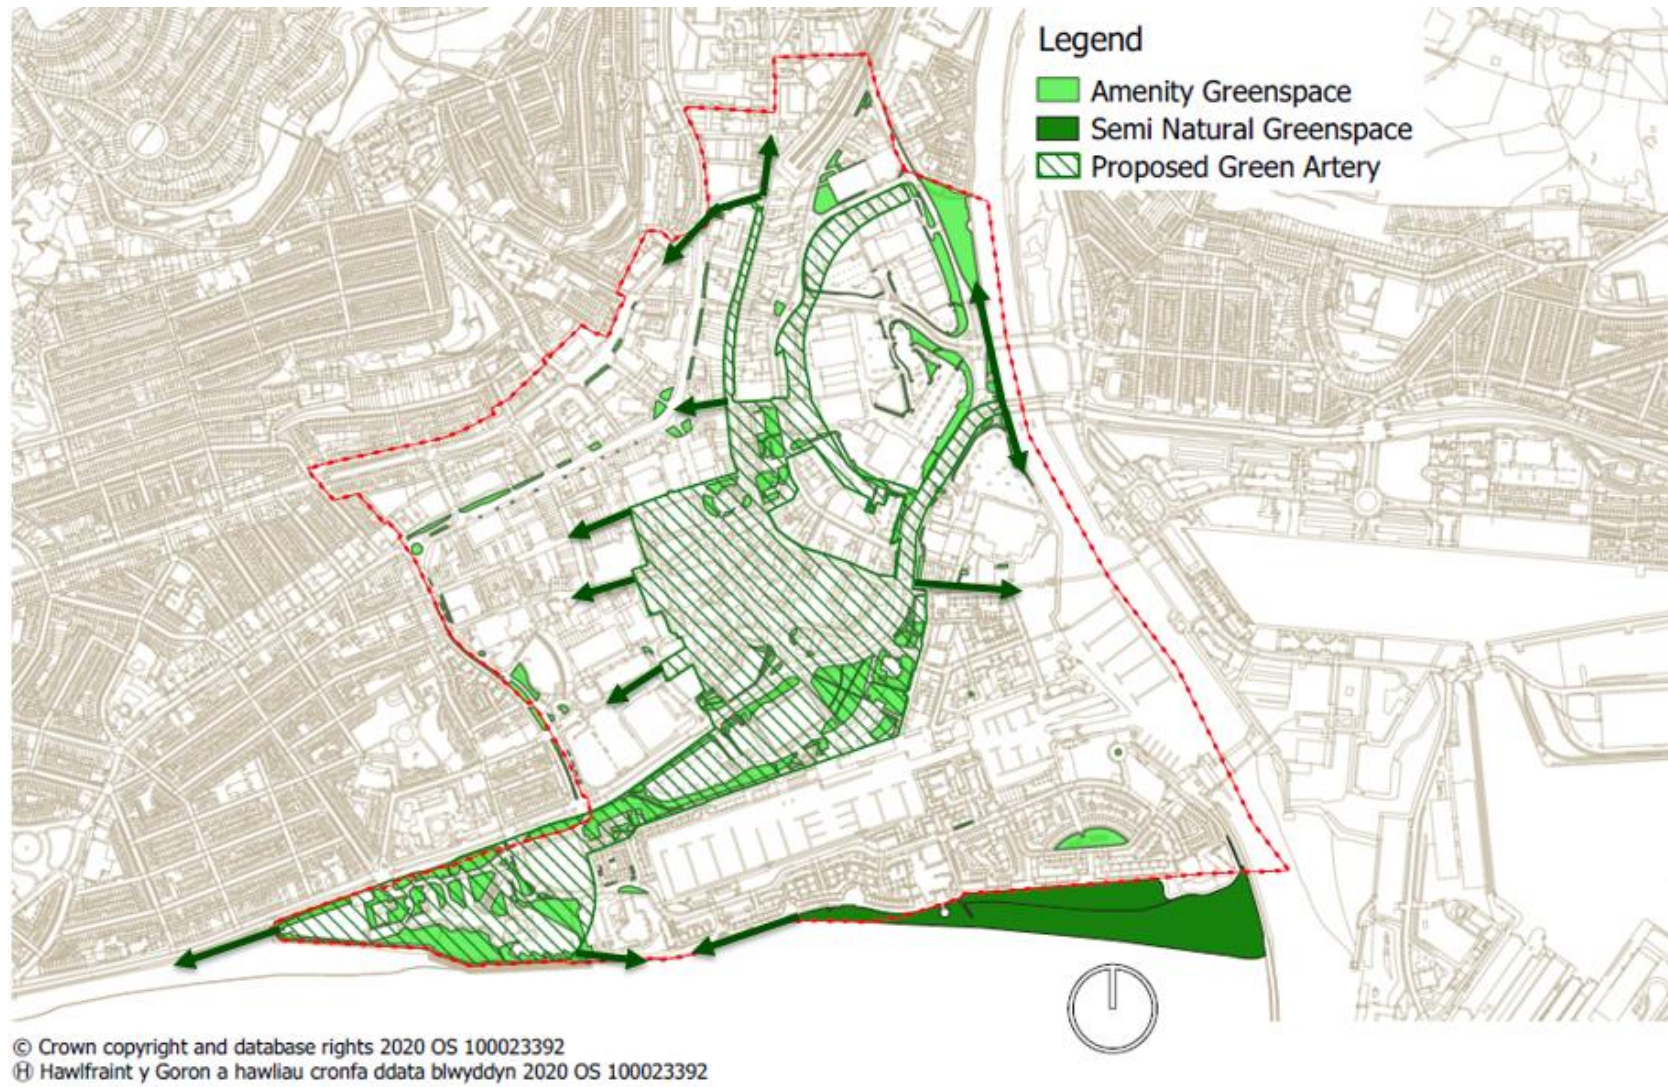 Legend
Amenity Greenspace
Semi Natural Greenspace
Proposed Green Artery
© Crown copyright and database rights 2020 OS 100023392
Ⓗ Hawlfraint y Goron a hawliau cronfa ddata blwyddyn 2020 OS 100023392